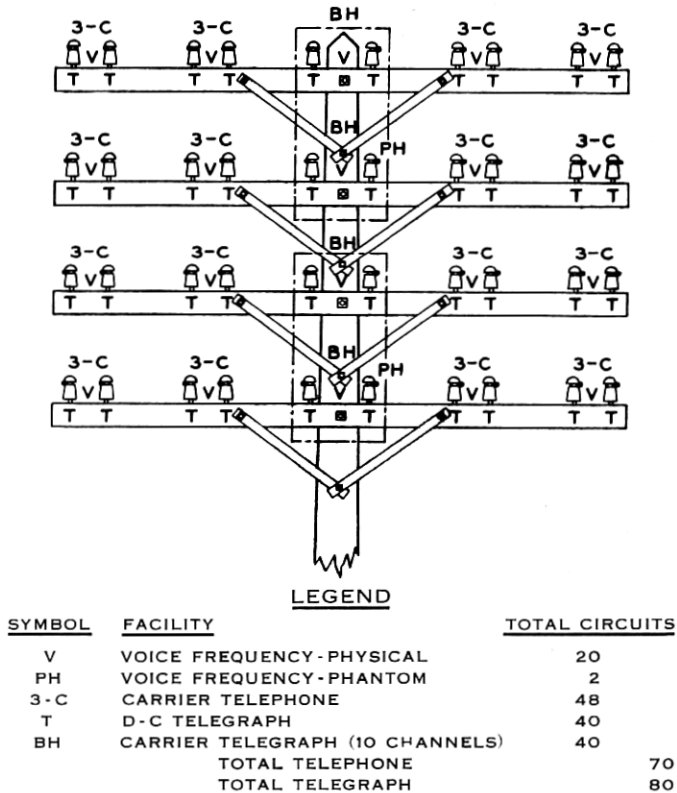 BH
3-C 3-C 3-C 3-C
V V V V V
T T T T T T T T T T
BH
3-C 3-C PH 3-C 3-C
V V V V V
T T T T T T T T T T
BH
3-C 3-C 3-C 3-C
V V V V V
T T T T T T T T T T
BH
3-C 3-C PH 3-C 3-C
V V V V V
T T T T T T T T T T
LEGEND
SYMBOL FACILITY TOTAL CIRCUITS
V VOICE FREQUENCY-PHYSICAL 20
PH VOICE FREQUENCY-PHANTOM 2
3-C CARRIER TELEPHONE 48
T D-C TELEGRAPH 40
BH CARRIER TELEGRAPH (10 CHANNELS) 40
TOTAL TELEPHONE 70
TOTAL TELEGRAPH 80